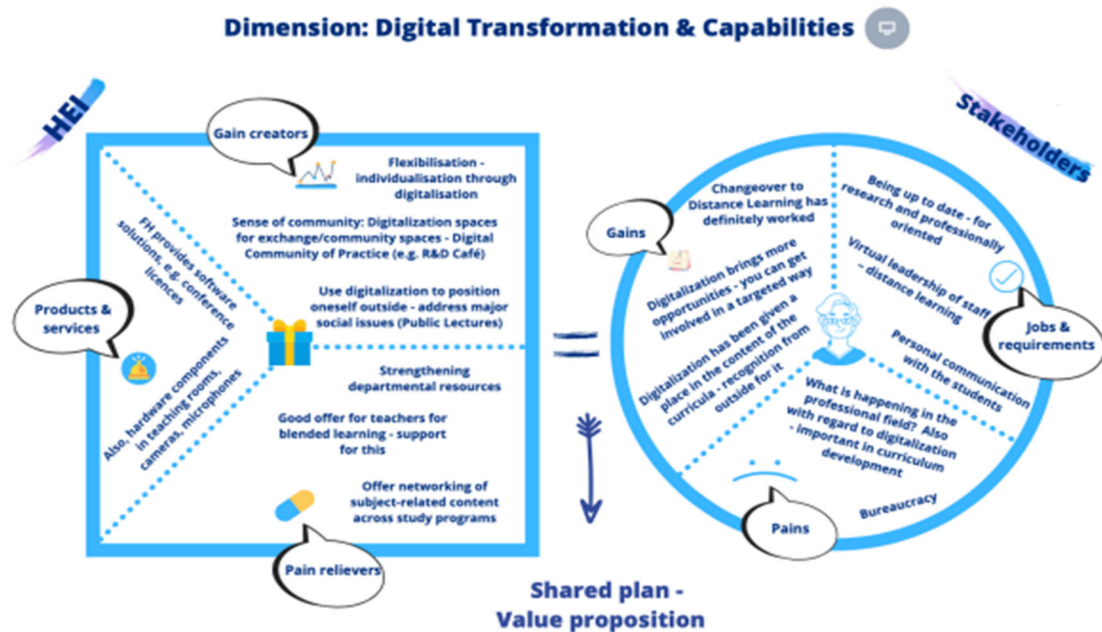 Dimension: Digital Transformation & Capabilities
HEI
Stakeholders
Gain creators
Flexibilisation -
individualisation through
digitalisation
Sense of community: Digitalization spaces
for exchange/community spaces - Digital
Community of Practice (e.g. R&D Café)
Use digitalization to position
oneself outside - address major
social issues (Public Lectures)
Products &
services
FH provides software
solutions, e.g. conference
licences
Also, hardware components
in teaching rooms,
cameras, microphones
Strengthening
departmental resources
Good offer for teachers for
blended learning - support
for this
Offer networking of
subject-related content
across study programs
Pain relievers
Gains
Changeover to
Distance Learning has
definitely worked
Digitalization brings more
opportunities - you can get
involved in a targeted way
Digitalization has been given a
place in the content of the
curricula - recognition from
outside for it
Being up to date - for
research and professionally
oriented
Virtual leadership of staff
– distance learning
Personal communication
with the students
Jobs &
requirements
What is happening in the
professional field? Also
with regard to digitalization
- important in curriculum
development
Bureaucracy
Pains
Shared plan -
Value proposition